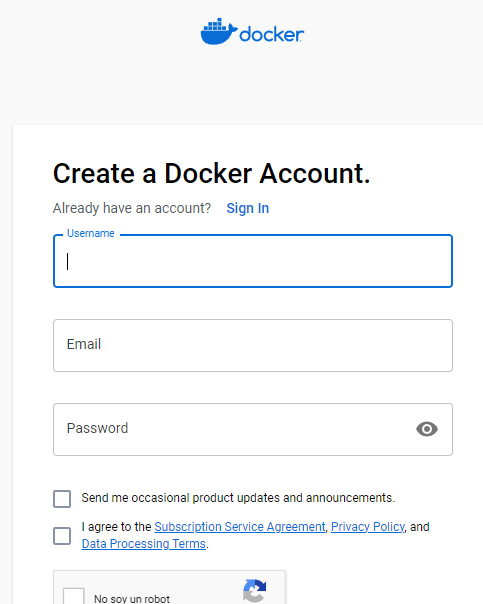 docker
Create a Docker Account.
Already have an account? Sign In
Username
Email
Password
Send me occasional product updates and announcements.
I agree to the Subscription Service Agreement, Privacy Policy, and
Data Processing Terms.
No soy un robot